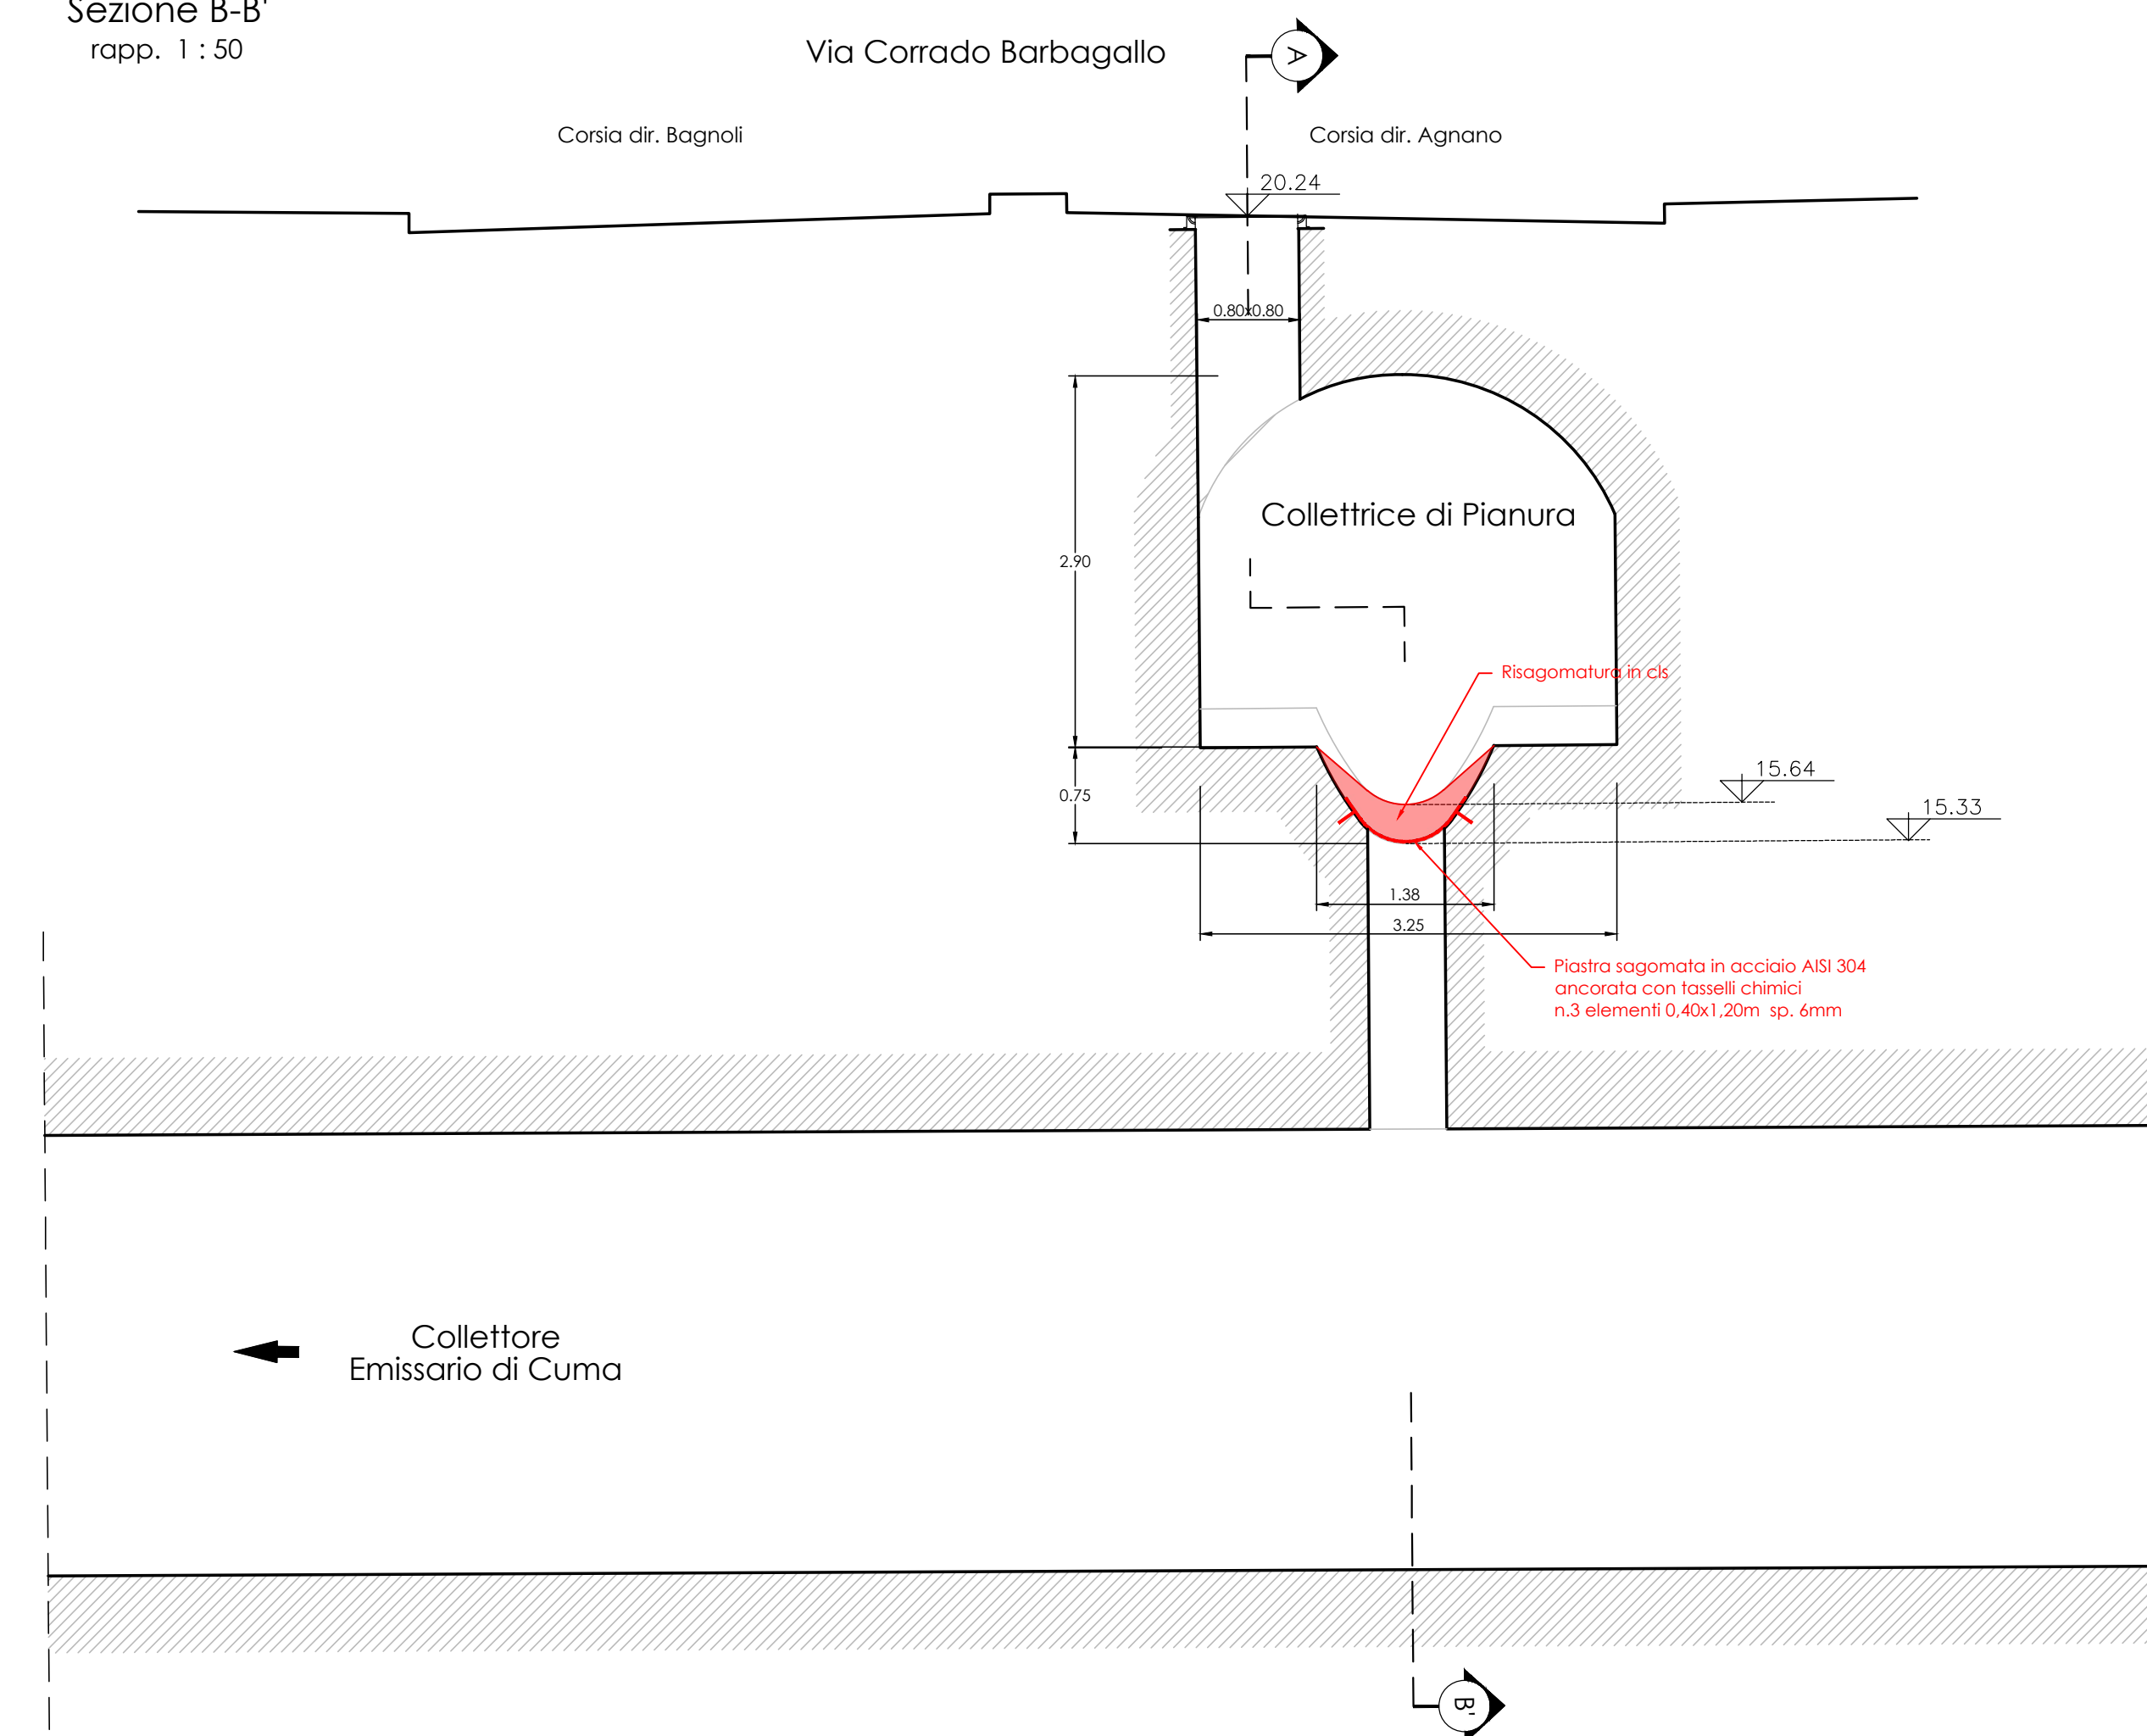 Sezione B-B'
rapp. 1 : 50
Via Corrado Barbagallo
A
Corsia dir. Bagnoli
Corsia dir. Agnano
20.24
0.80x0.80
Collettrice di Pianura
2.90
Risagomatura in cls
15.64
0.75
15.33
1.38
3.25
Piastra sagomata in acciaio AISI 304
ancorata con tasselli chimici
n.3 elementi 0,40x1,20m sp. 6mm
Collettore
Emissario di Cuma
B'